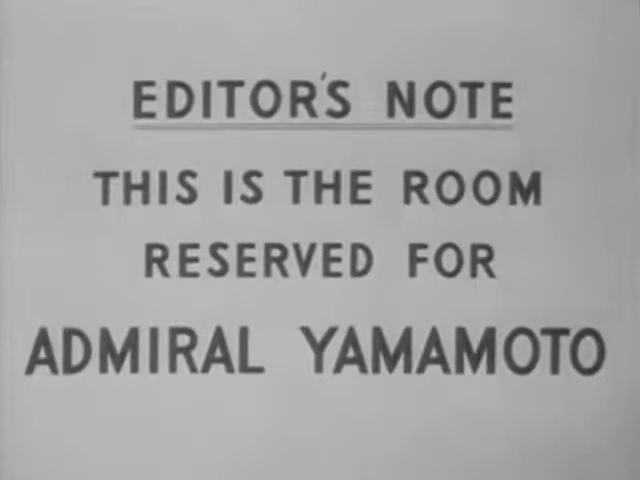 EDITOR'S NOTE
THIS IS THE ROOM
RESERVED FOR
ADMIRAL YAMAMOTO